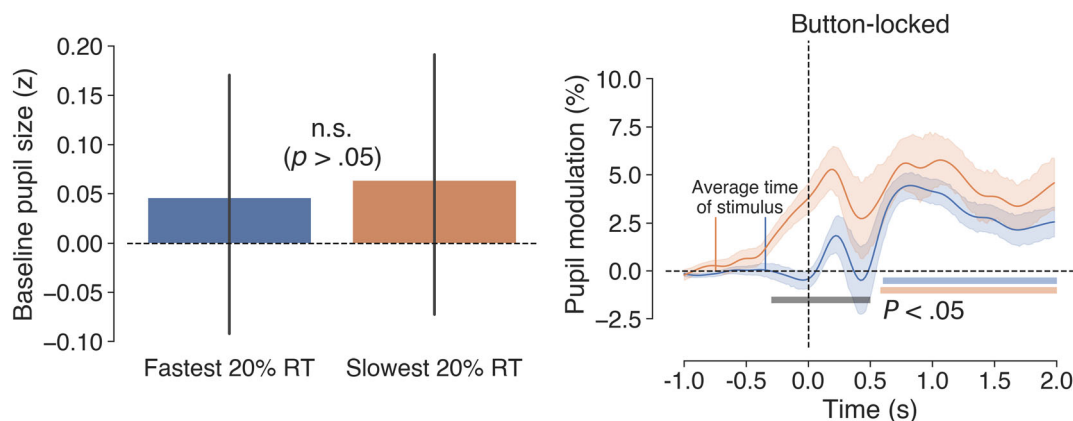 Baseline pupil size (z)
0.20
0.15
0.10
0.05
0.00
−0.05
−0.10
n.s.
(p > .05)
Fastest 20% RT
Slowest 20% RT
Button-locked
Pupil modulation (%)
10.0
7.5
5.0
2.5
0.0
−2.5
Average time
of stimulus
P < .05
-1.0 -0.5 0.0 0.5 1.0 1.5 2.0
Time (s)